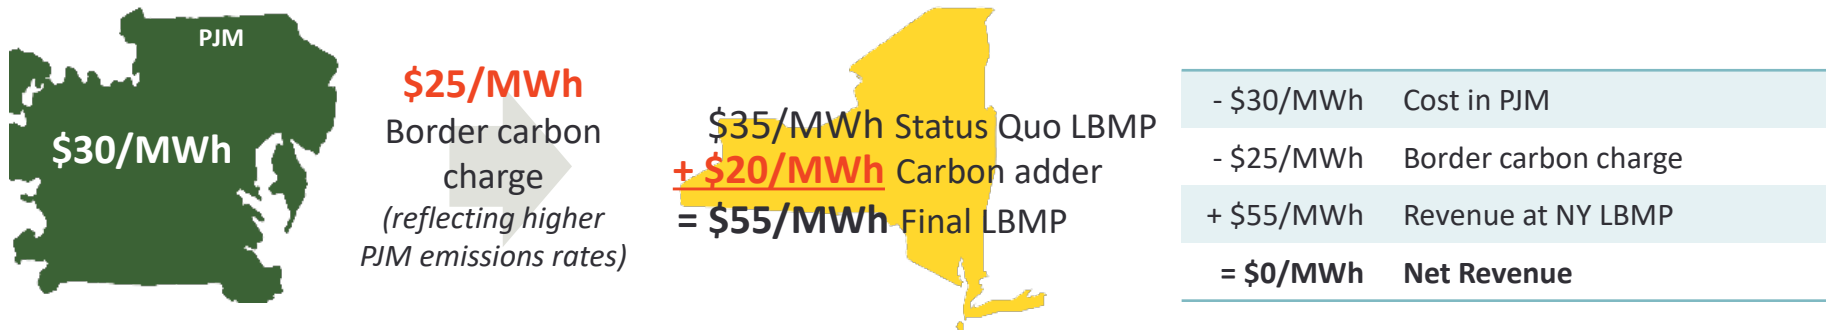 PJM
$30/MWh
$25/MWh
Border carbon
charge
(reflecting higher
PJM emissions rates)
$35/MWh Status Quo LBMP
+ $20/MWh Carbon adder
= $55/MWh Final LBMP
- $30/MWh Cost in PJM
- $25/MWh Border carbon charge
+ $55/MWh Revenue at NY LBMP
= $0/MWh Net Revenue